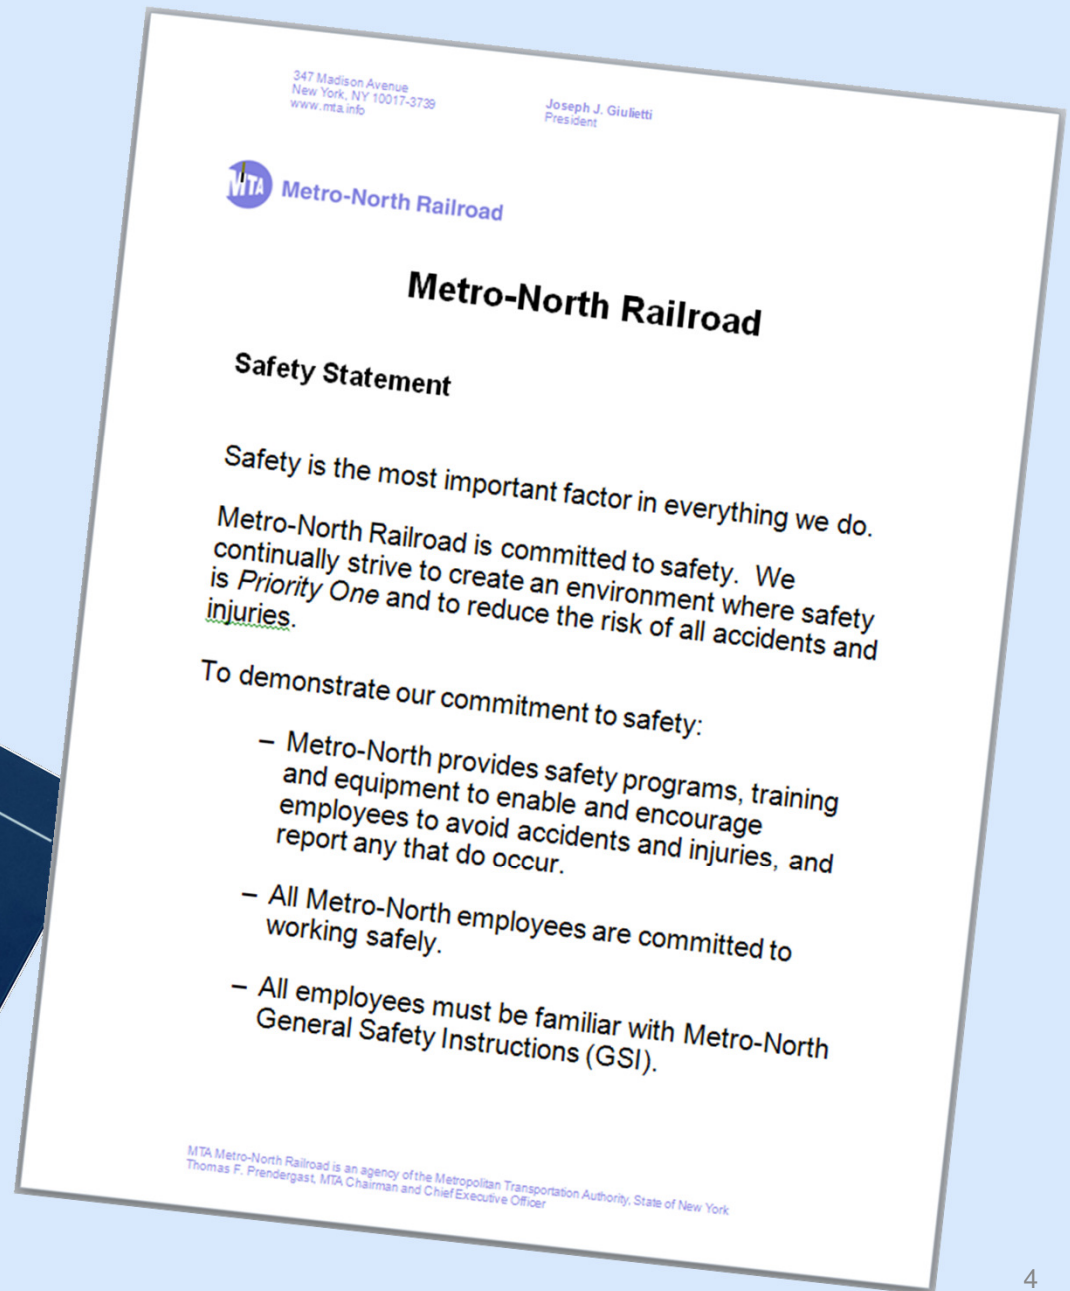 347 Madison Avenue
New York, NY 10017-3739
www.mta.info
Joseph J. Giulietti
President
MTA Metro-North Railroad
Metro-North Railroad
Safety Statement
Safety is the most important factor in everything we do.
Metro-North Railroad is committed to safety.  We
continually strive to create an environment where safety
is Priority One and to reduce the risk of all accidents and
injuries.
To demonstrate our commitment to safety:
– Metro-North provides safety programs, training
and equipment to enable and encourage
employees to avoid accidents and injuries, and
report any that do occur.
– All Metro-North employees are committed to
working safely.
– All employees must be familiar with Metro-North
General Safety Instructions (GSI).
MTA Metro-North Railroad is an agency of the Metropolitan Transportation Authority, State of New York
Thomas F. Prendergast, MTA Chairman and Chief Executive Officer
4